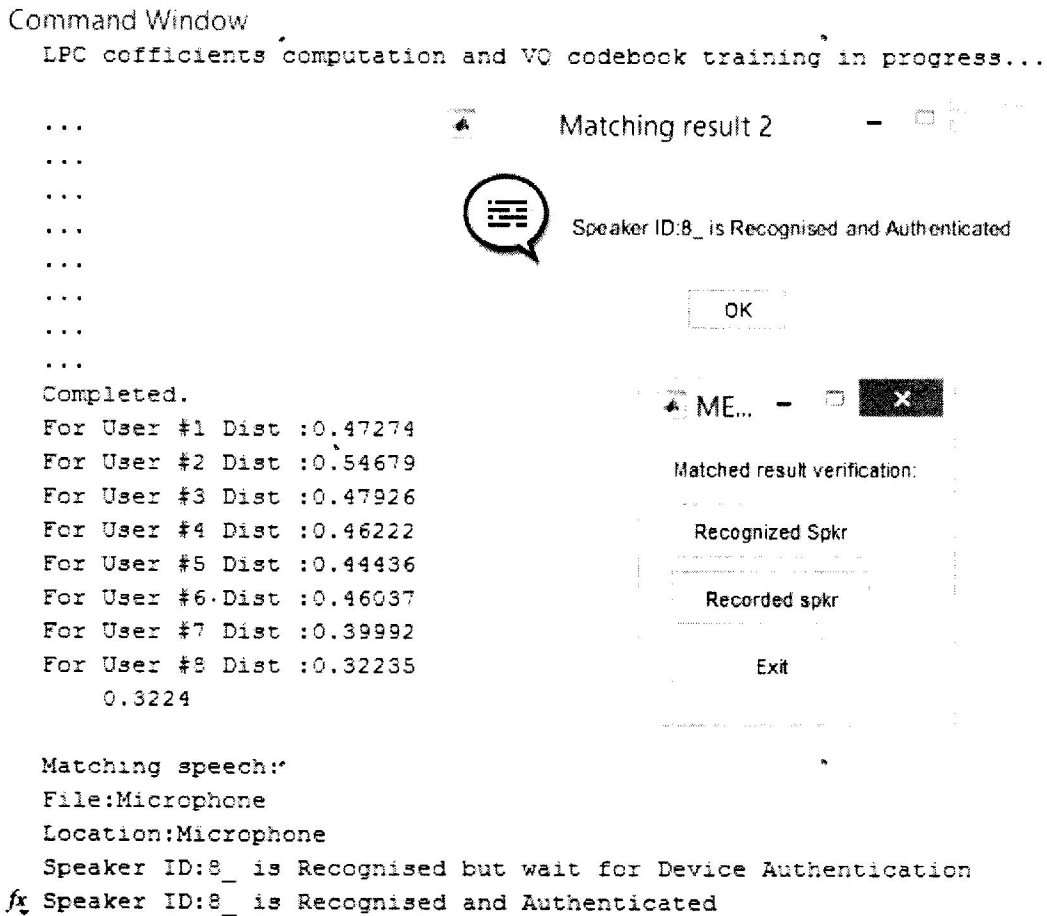 Command Window
LPC cofficients computation and VQ codebook training in progress...
...
...
...
...
...
...
...
...
Completed.
For User #1 Dist :0.47274
For User #2 Dist :0.54679
For User #3 Dist :0.47926
For User #4 Dist :0.46222
For User #5 Dist :0.44436
For User #6 Dist :0.46037
For User #7 Dist :0.39992
For User #8 Dist :0.32235
0.3224
Matching speech:
File:Microphone
Location:Microphone
Speaker ID:8_ is Recognised but wait for Device Authentication
fx Speaker ID:8_ is Recognised and Authenticated
Matching result 2
Speaker ID:8_ is Recognised and Authenticated
OK
ME...
Matched result verification:
Recognized Spkr
Recorded spkr
Exit